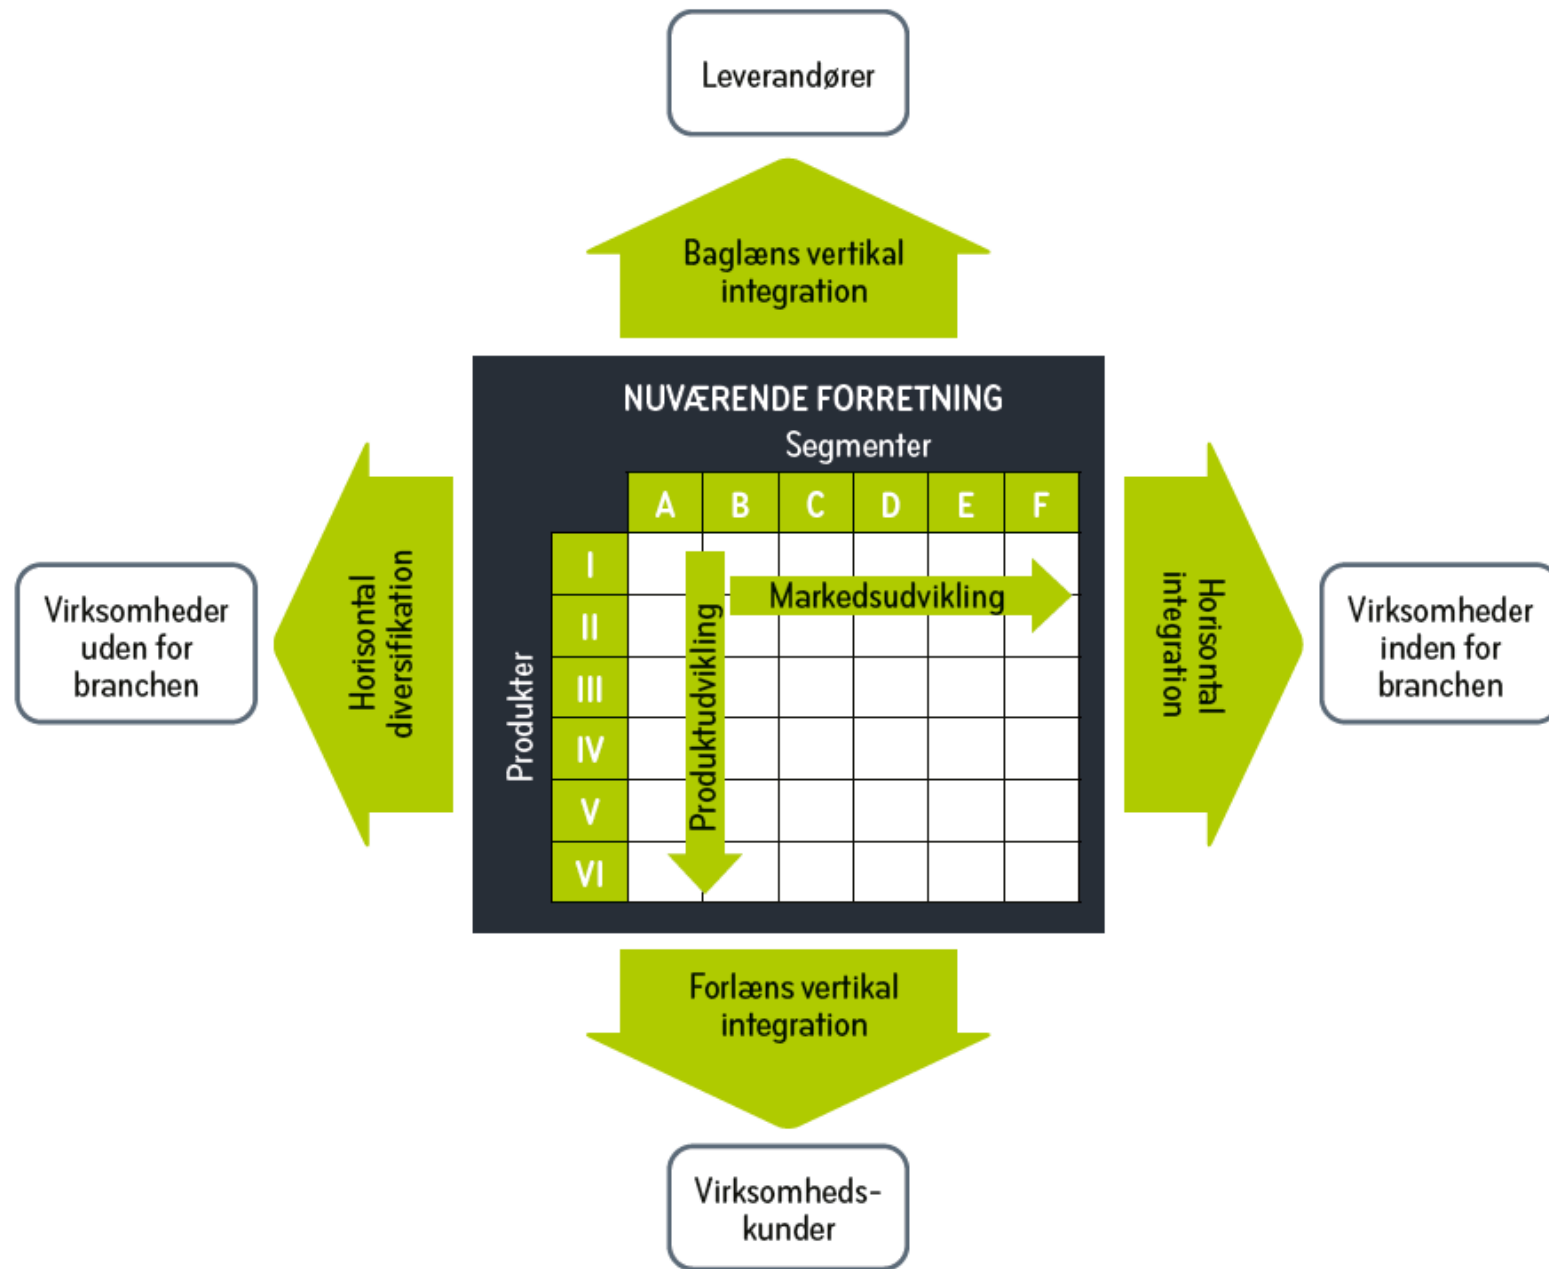 Leverandører
Baglæns vertikal
integration
NUVÆRENDE FORRETNING
Segmenter
A B C D E F
I
II
III
IV
V
VI
Produkter
Produktudvikling
Markedsudvikling
Virksomheder
uden for
branchen
Horisontal
diversifikation
Horisontal
integration
Virksomheder
inden for
branchen
Forlæns vertikal
integration
Virksomheds-
kunder